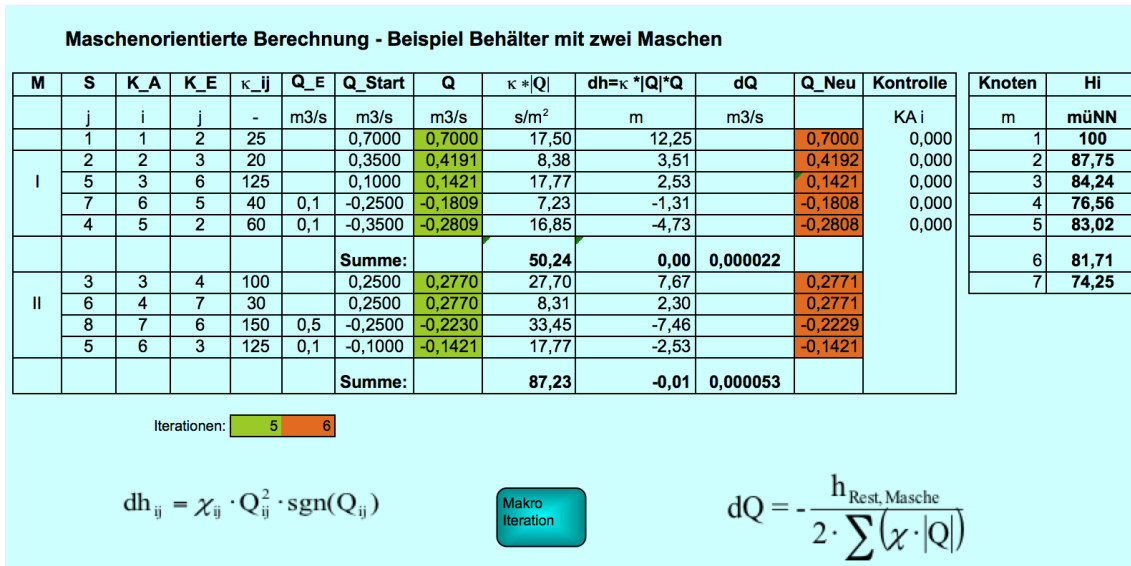 Maschenorientierte Berechnung - Beispiel Behälter mit zwei Maschen
M S K_A K_E κ_ij Q_E Q_Start Q κ *|Q| dh=κ *|Q|*Q dQ Q_Neu Kontrolle Knoten Hi
j i j - m3/s m3/s m3/s s/m² m m3/s KA i m müNN
1 1 2 25 0,7000 0,7000 17,50 12,25 0,7000 0,000 1 100
2 2 3 20 0,3500 0,4191 8,38 3,51 0,4192 0,000 2 87,75
I 5 3 6 125 0,1000 0,1421 17,77 2,53 0,1421 0,000 3 84,24
7 6 5 40 0,1 -0,2500 -0,1809 7,23 -1,31 -0,1808 0,000 4 76,56
4 5 2 60 0,1 -0,3500 -0,2809 16,85 -4,73 -0,2808 0,000 5 83,02
Summe: 50,24 0,00 0,000022 6 81,71
3 3 4 100 0,2500 0,2770 27,70 7,67 0,2771 7 74,25
II 6 4 7 30 0,2500 0,2770 8,31 2,30 0,2771
8 7 6 150 0,5 -0,2500 -0,2230 33,45 -7,46 -0,2229
5 6 3 125 0,1 -0,1000 -0,1421 17,77 -2,53 -0,1421
Summe: 87,23 -0,01 0,000053
Iterationen: 5 6
dh ij = χ ij · Q²ij · sgn(Q ij)
Makro
Iteration
dQ = - h Rest, Masche / 2 · ∑(χ · |Q|)